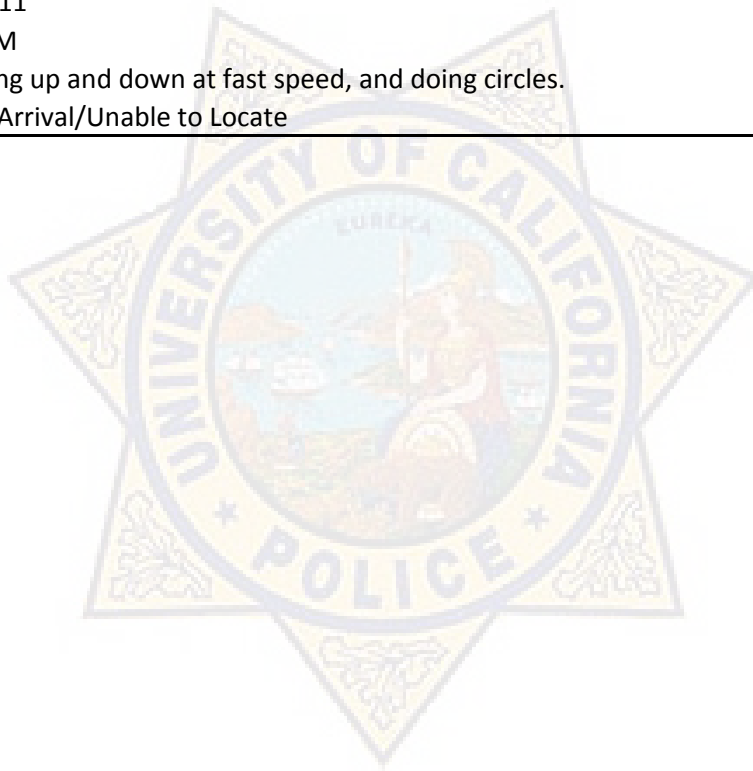 11
M
ng up and down at fast speed, and doing circles.
Arrival/Unable to Locate
UNIVERSITY OF CALIFORNIA
EUREKA
POLICE